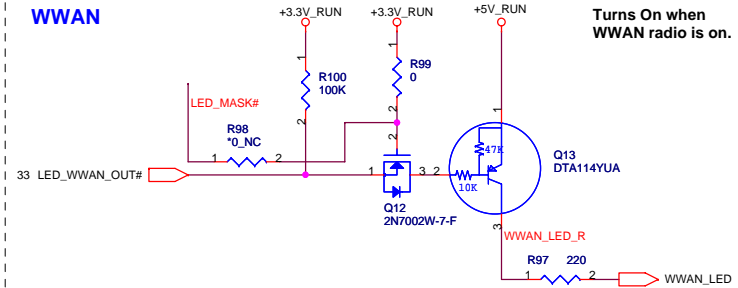 WWAN
+3.3V_RUN
+3.3V_RUN
+5V_RUN
Turns On when
WWAN radio is on.
1
R100
100K
2
1
R99
0
2
LED_MASK#
R98
*0_NC
1
2
33 LED_WWAN_OUT#
2
1
3
Q12
2N7002W-7-F
1
47K
2
10K
Q13
DTA114YUA
3
WWAN_LED_R
R97 220
1
2
WWAN_LED